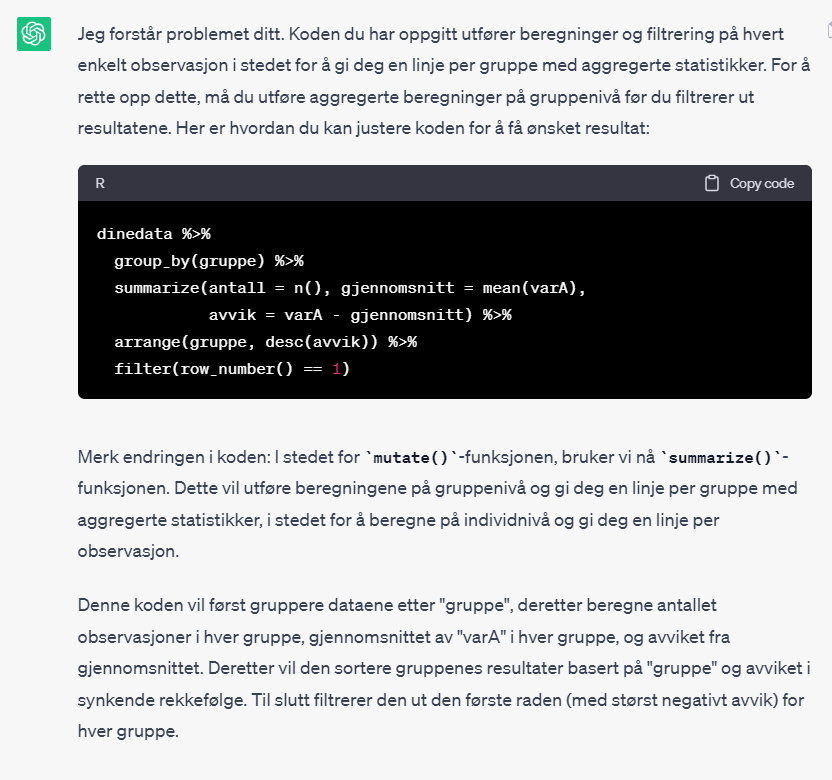 Jeg forstår problemet ditt. Koden du har oppgitt utfører beregninger og filtrering på hvert
enkelt observasjon i stedet for å gi deg en linje per gruppe med aggregerte statistikker. For å
rette opp dette, må du utføre aggregerte beregninger på gruppenivå før du filtrerer ut
resultatene. Her er hvordan du kan justere koden for å få ønsket resultat:
R Copy code
dinedata %>%
  group_by(gruppe) %>%
  summarize(antall = n(), gjennomsnitt = mean(varA),
            avvik = varA - gjennomsnitt) %>%
  arrange(gruppe, desc(avvik)) %>%
  filter(row_number() == 1)
Merk endringen i koden: I stedet for `mutate()`-funksjonen, bruker vi nå `summarize()`-
funksjonen. Dette vil utføre beregningene på gruppenivå og gi deg en linje per gruppe med
aggregerte statistikker, i stedet for å beregne på individnivå og gi deg en linje per
observasjon.
Denne koden vil først gruppere dataene etter "gruppe", deretter beregne antallet
observasjoner i hver gruppe, gjennomsnittet av "varA" i hver gruppe, og avviket fra
gjennomsnittet. Deretter vil den sortere gruppenes resultater basert på "gruppe" og avviket i
synkende rekkefølge. Til slutt filtrerer den ut den første raden (med størst negativt avvik) for
hver gruppe.